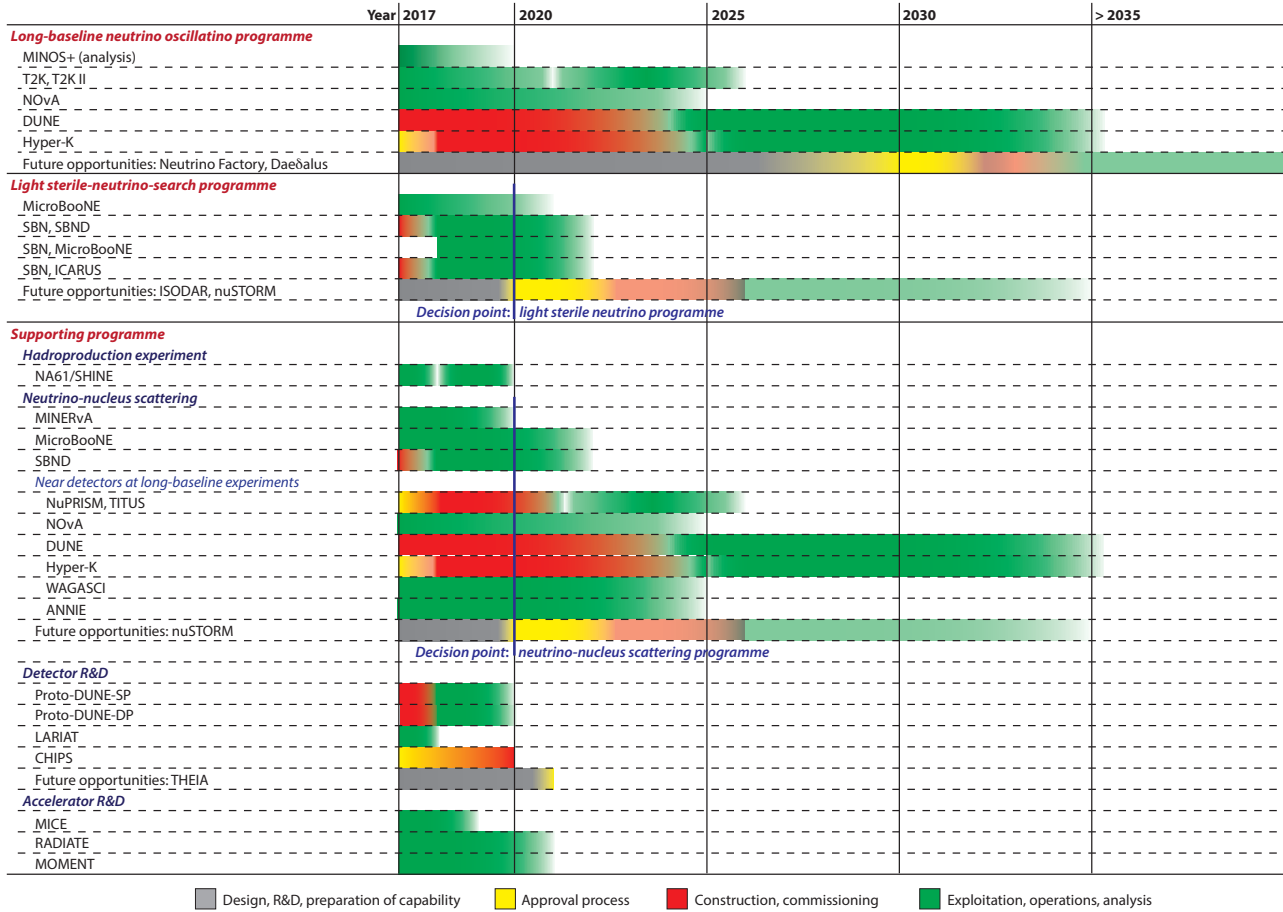 Year 2017 2020 2025 2030 > 2035
Long-baseline neutrino oscillatino programme
MINOS+ (analysis)
T2K, T2K II
NOvA
DUNE
Hyper-K
Future opportunities: Neutrino Factory, Daeδalus
Light sterile-neutrino-search programme
MicroBooNE
SBN, SBND
SBN, MicroBooNE
SBN, ICARUS
Future opportunities: ISODAR, nuSTORM
Decision point: light sterile neutrino programme
Supporting programme
Hadroproduction experiment
NA61/SHINE
Neutrino-nucleus scattering
MINERvA
MicroBooNE
SBND
Near detectors at long-baseline experiments
NuPRISM, TITUS
NOvA
DUNE
Hyper-K
WAGASCI
ANNIE
Future opportunities: nuSTORM
Decision point: neutrino-nucleus scattering programme
Detector R&D
Proto-DUNE-SP
Proto-DUNE-DP
LARIAT
CHIPS
Future opportunities: THEIA
Accelerator R&D
MICE
RADIATE
MOMENT
Design, R&D, preparation of capability Approval process Construction, commissioning Exploitation, operations, analysis